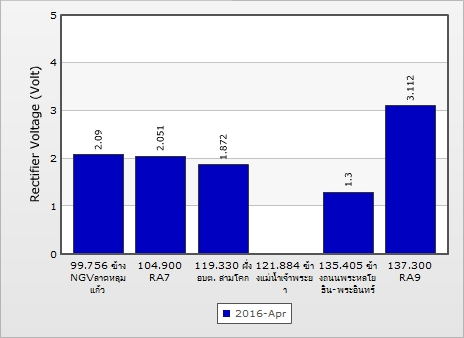 5
4
3
2
1
0
Rectifier Voltage (Volt)
2.09
2.051
1.872
1.3
3.112
99.756 ข้าง
NGVลาดหลุม
แก้ว
104.900
RA7
119.330 ฝั่ง
อบต. สามโคก
121.884 ข้า
งแม่น้ำเจ้าพระย
า
135.405 ข้า
งถนนพระหลโย
ธิน-พระอินทร์
137.300
RA9
2016-Apr